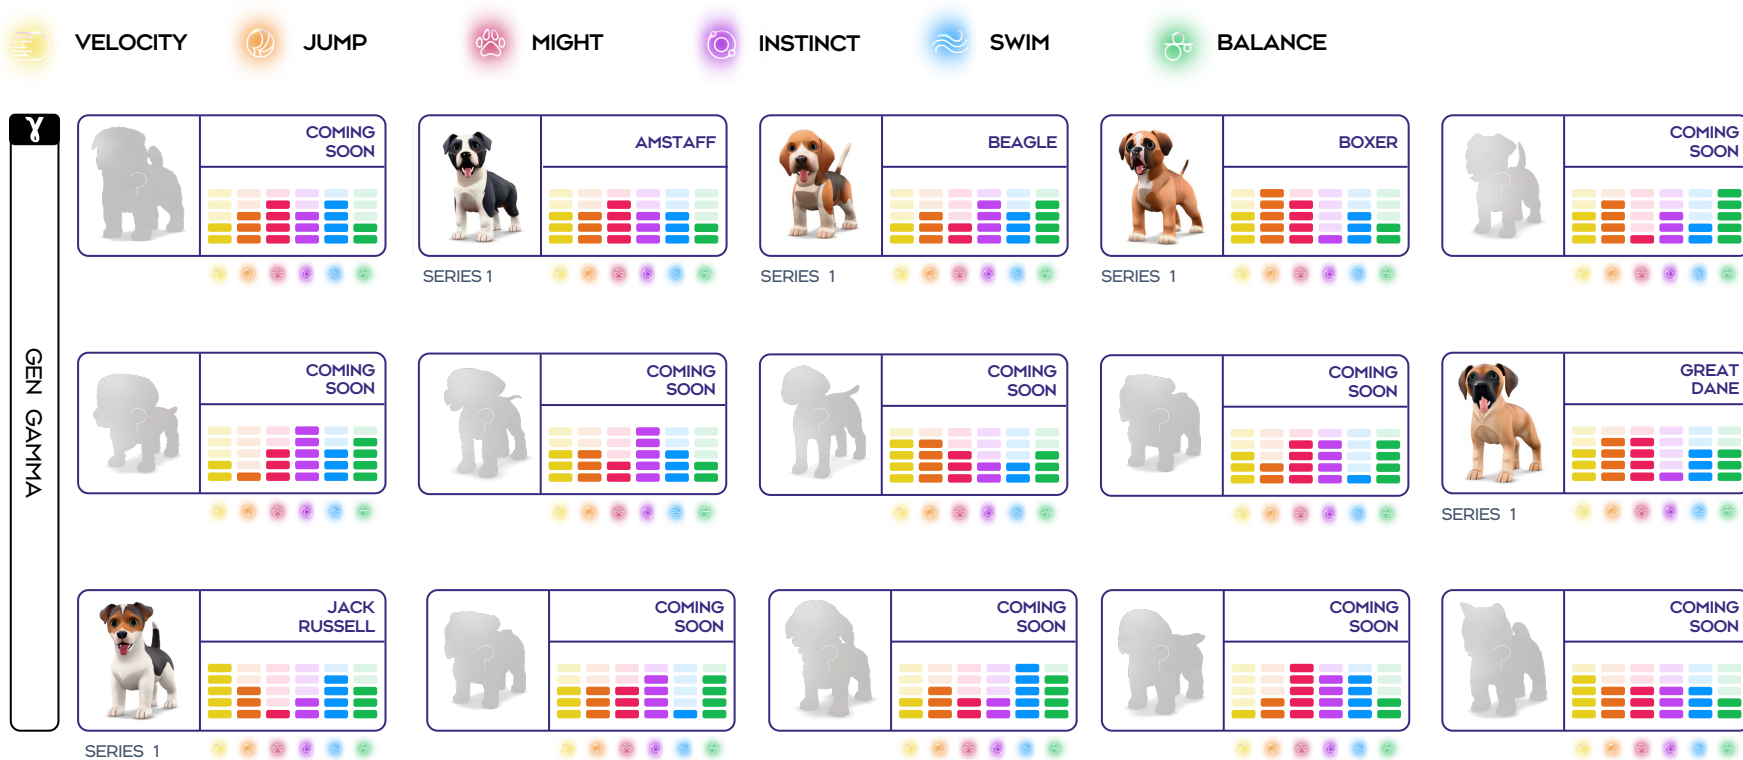 VELOCITY
JUMP
MIGHT
INSTINCT
SWIM
BALANCE
γ
GEN GAMMA
COMING
SOON
AMSTAFF
SERIES 1
BEAGLE
SERIES 1
BOXER
SERIES 1
COMING
SOON
COMING
SOON
COMING
SOON
COMING
SOON
COMING
SOON
GREAT
DANE
SERIES 1
JACK
RUSSELL
SERIES 1
COMING
SOON
COMING
SOON
COMING
SOON
COMING
SOON